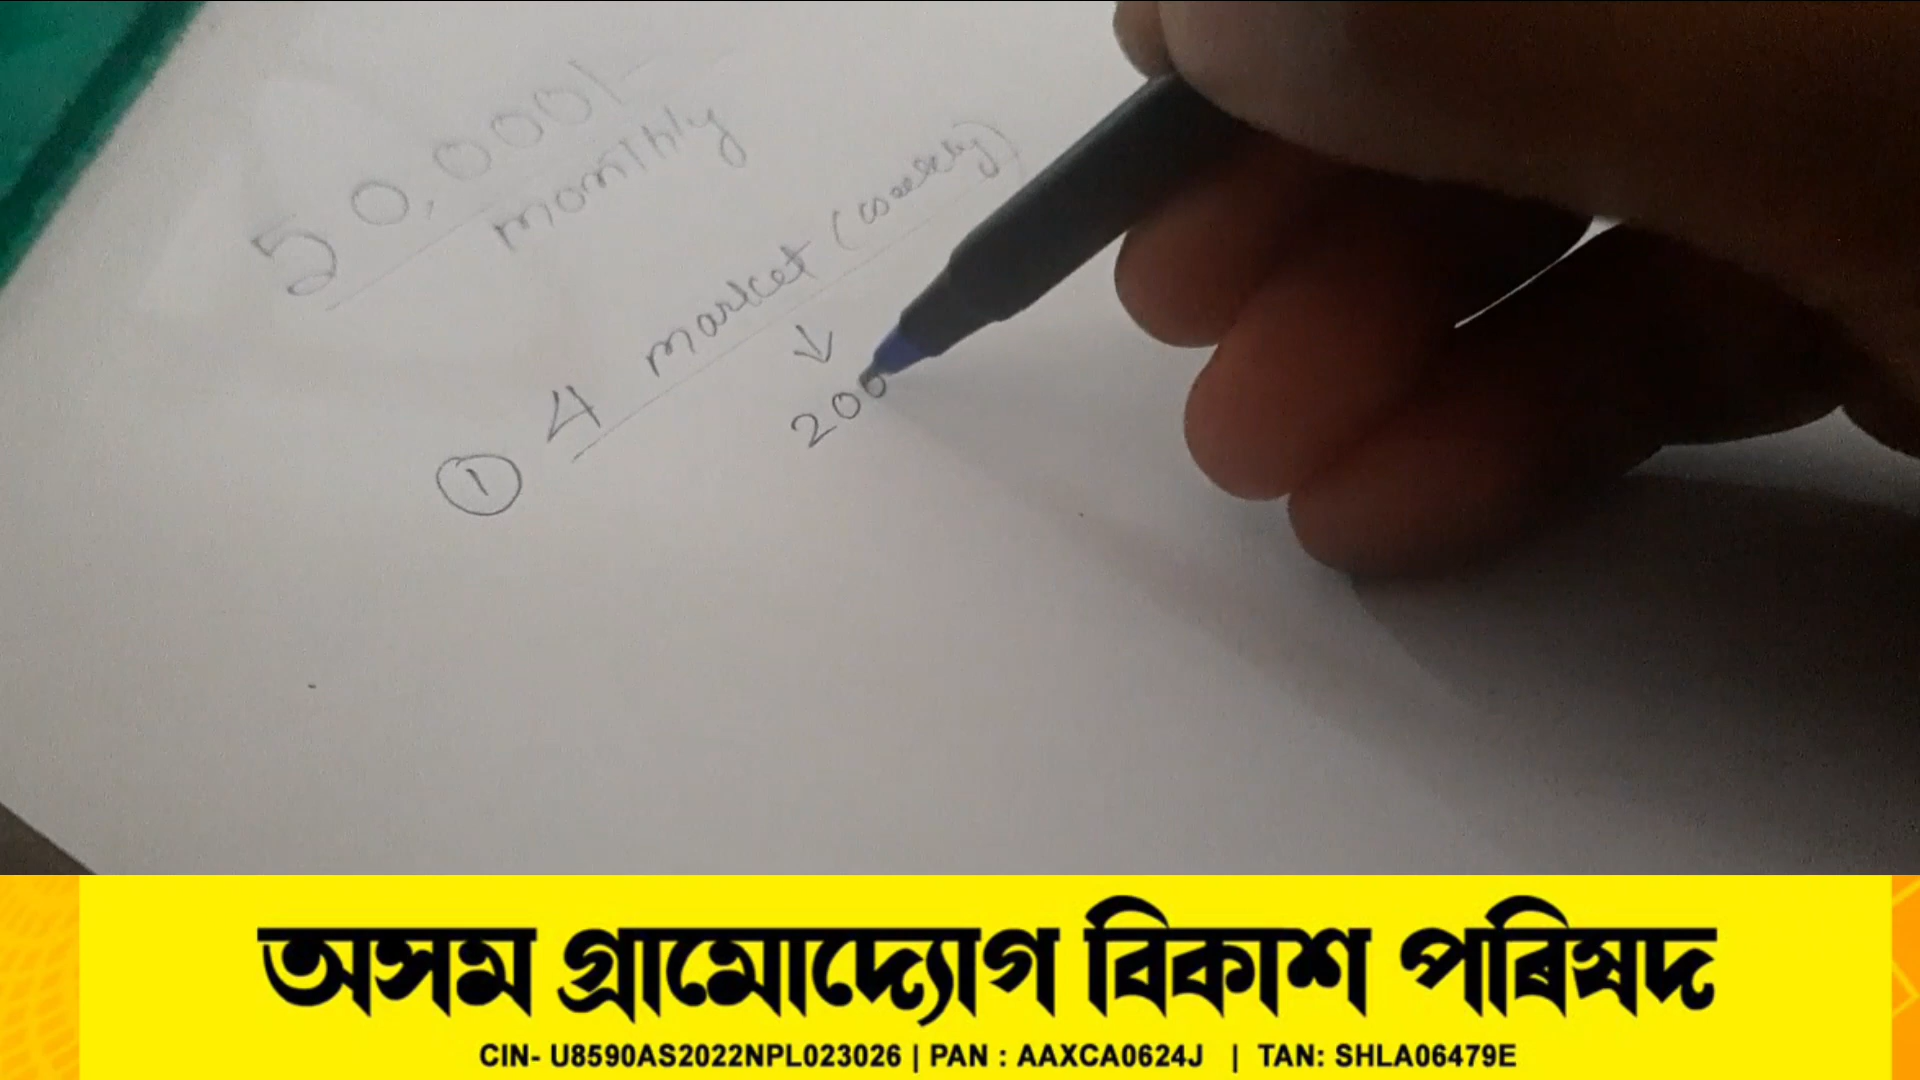 50,000/-
monthly
① 4 market (weekly)
↓
200
অসম গ্ৰামোদ্যোগ বিকাশ পৰিষদ
CIN- U8590AS2022NPL023026 | PAN : AAXCA0624J | TAN: SHLA06479E